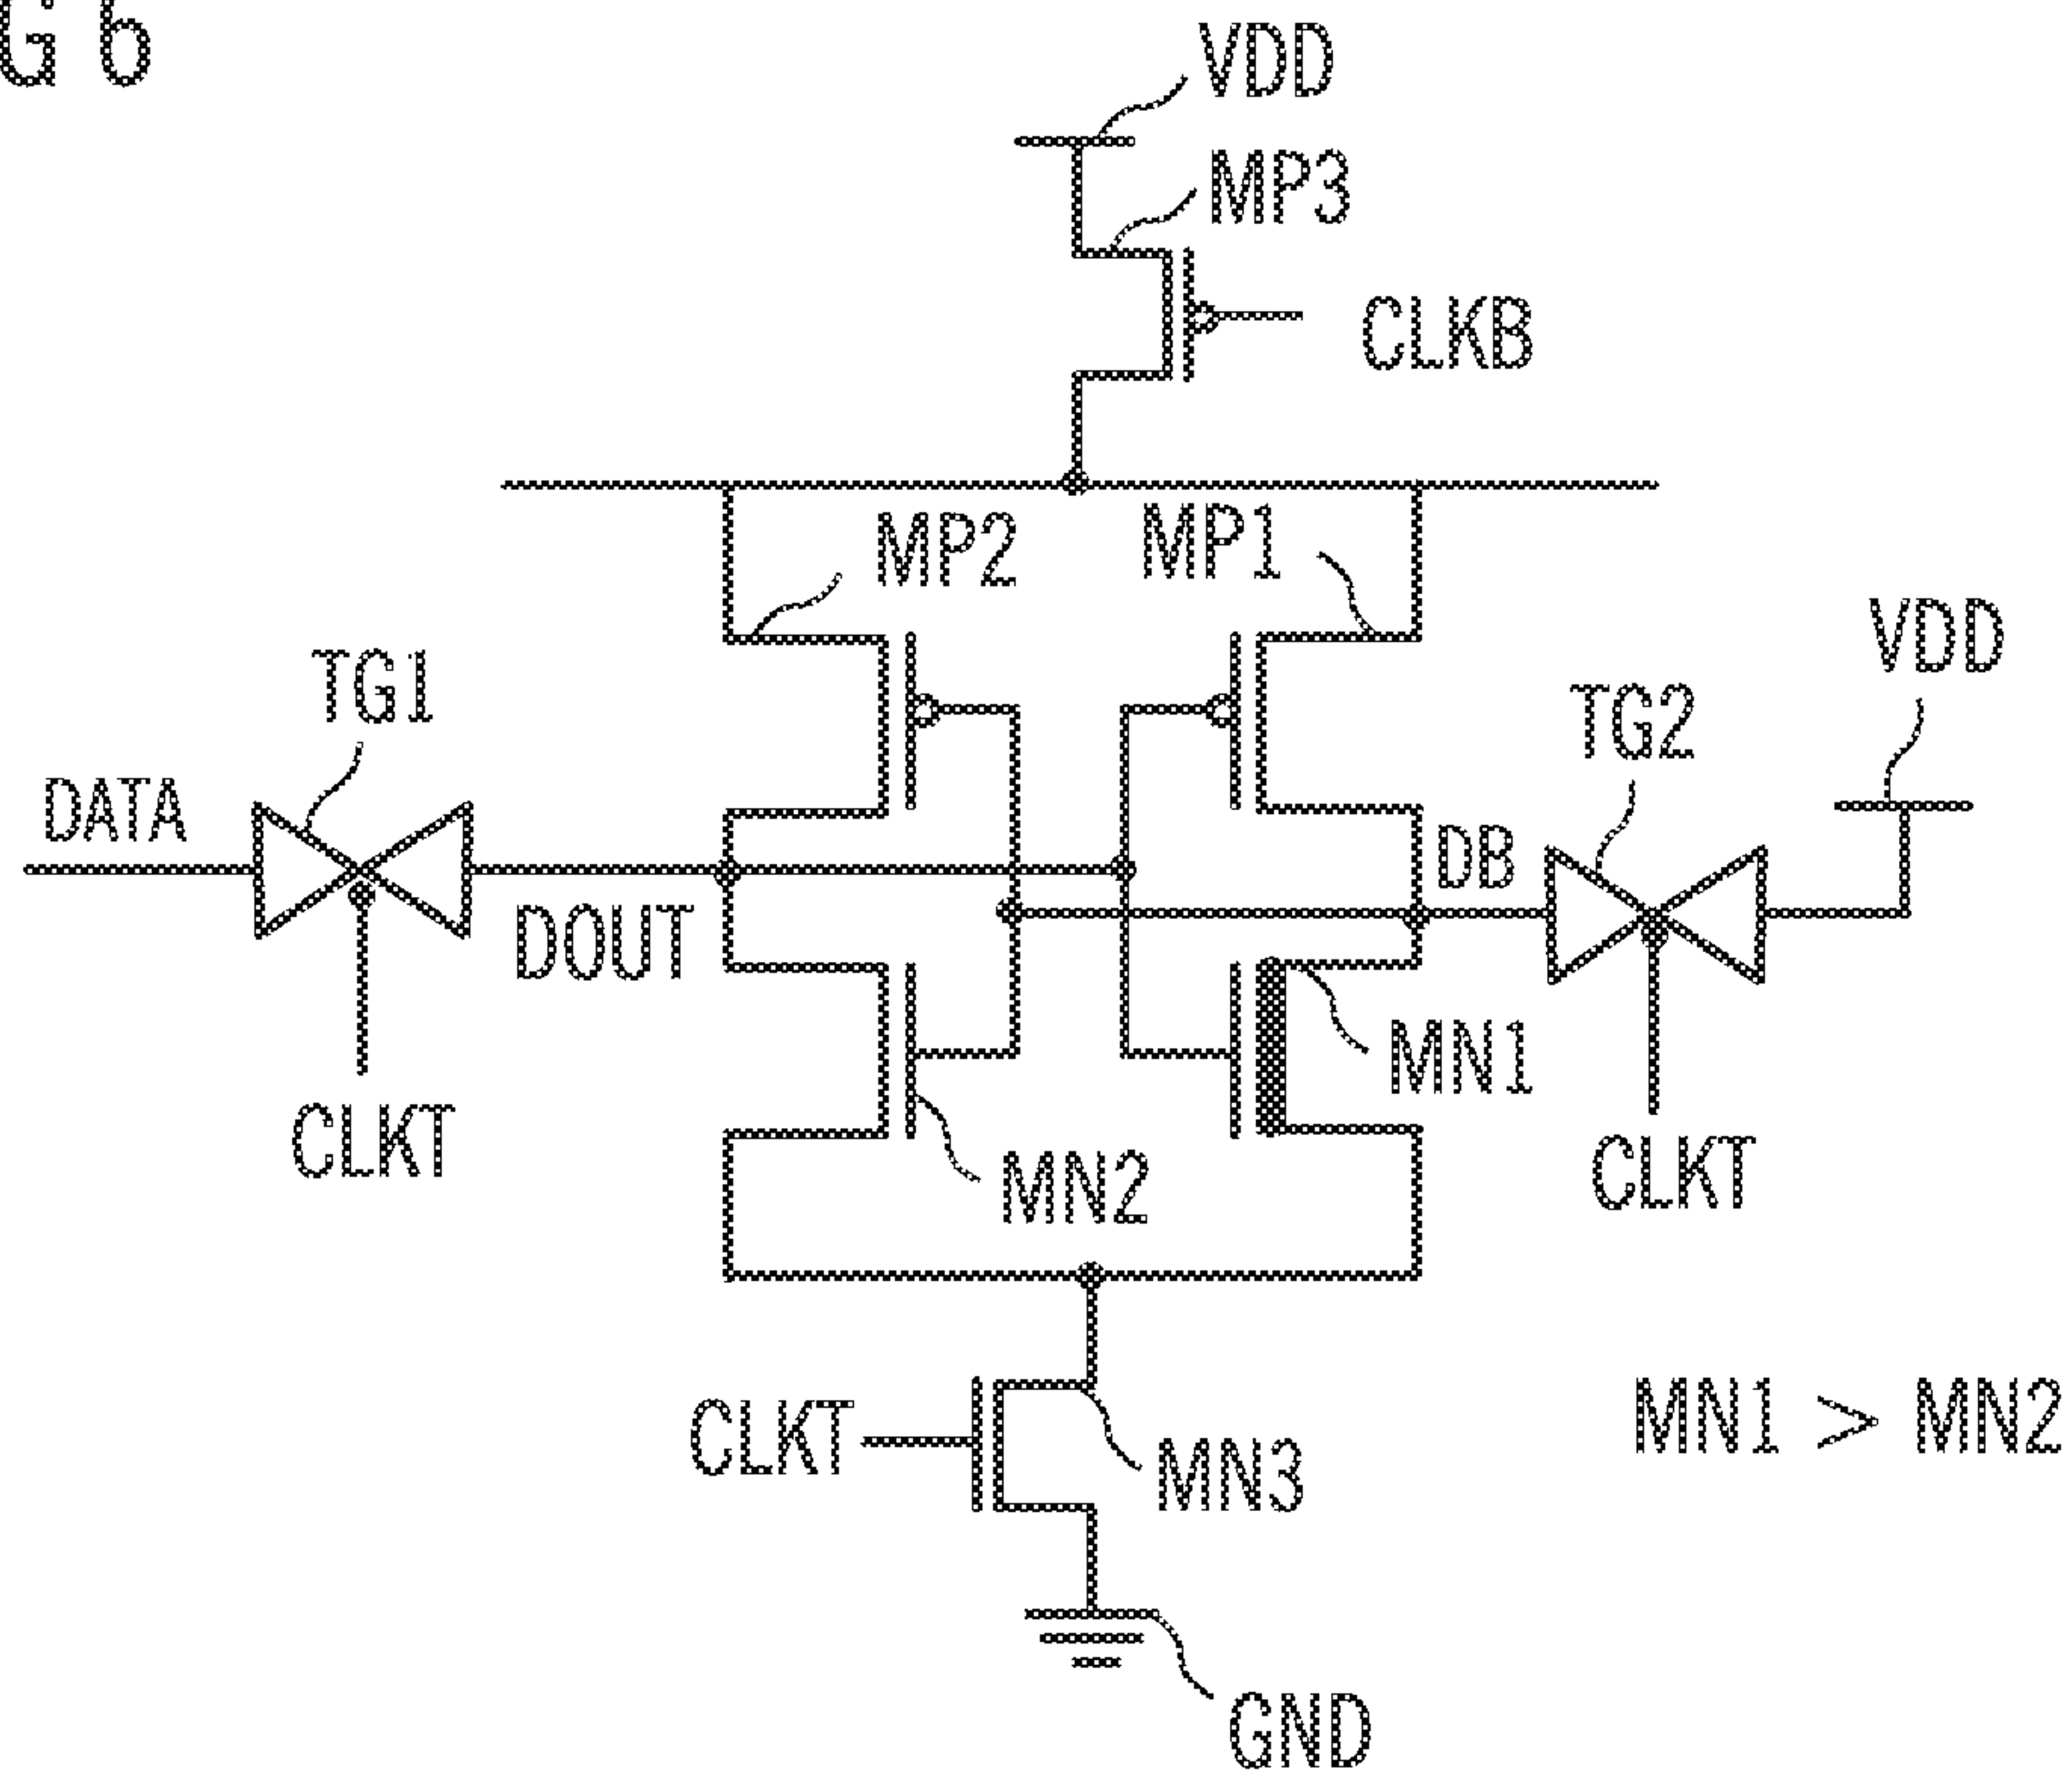 G 6
VDD
MP3
CLKB
MP2
MP1
VDD
TG1
TG2
DATA
DB
DOUT
MN1
CLKT
MN2
CLKT
CLKT
MN3
MN1 > MN2
GND